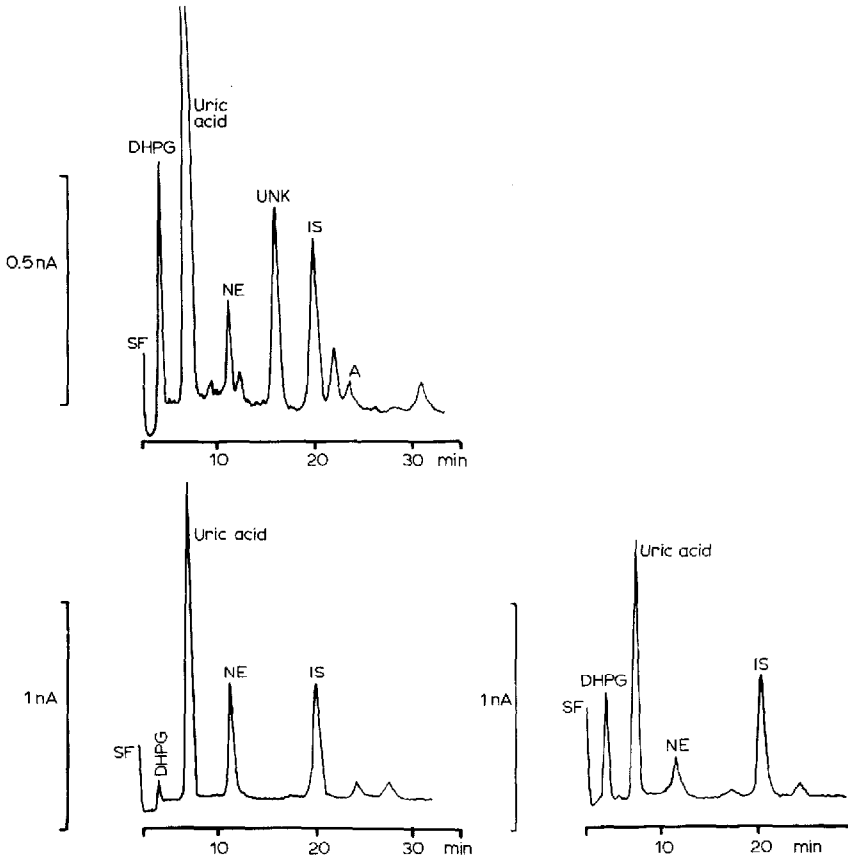 Uric
acid
DHPG
UNK
IS
0.5 nA
NE
SF
A
10 20 30 min
Uric acid
NE IS
1 nA
SF
DHPG
10 20 30 min
Uric acid
IS
DHPG
1 nA
SF
NE
10 20 min